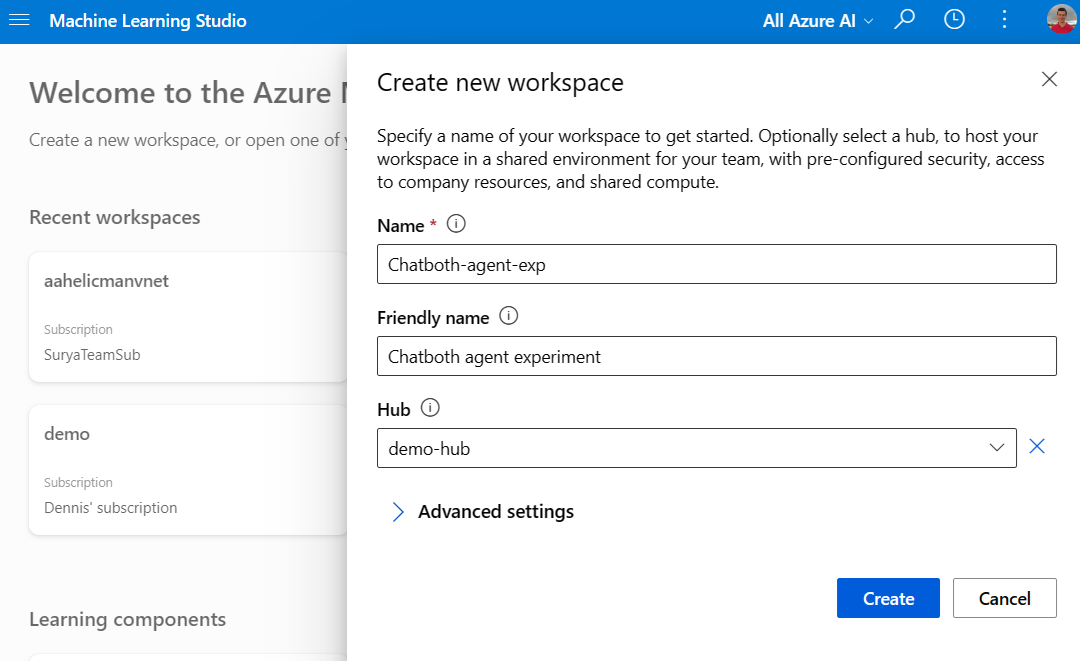 Machine Learning Studio
All Azure AI
Welcome to the Azure
Create a new workspace, or open one of
Recent workspaces
aahelicmanvnet
Subscription
SuryaTeamSub
demo
Subscription
Dennis' subscription
Learning components
Create new workspace
Specify a name of your workspace to get started. Optionally select a hub, to host your
workspace in a shared environment for your team, with pre-configured security, access
to company resources, and shared compute.
Name *
Chatboth-agent-exp
Friendly name
Chatboth agent experiment
Hub
demo-hub
Advanced settings
Create
Cancel